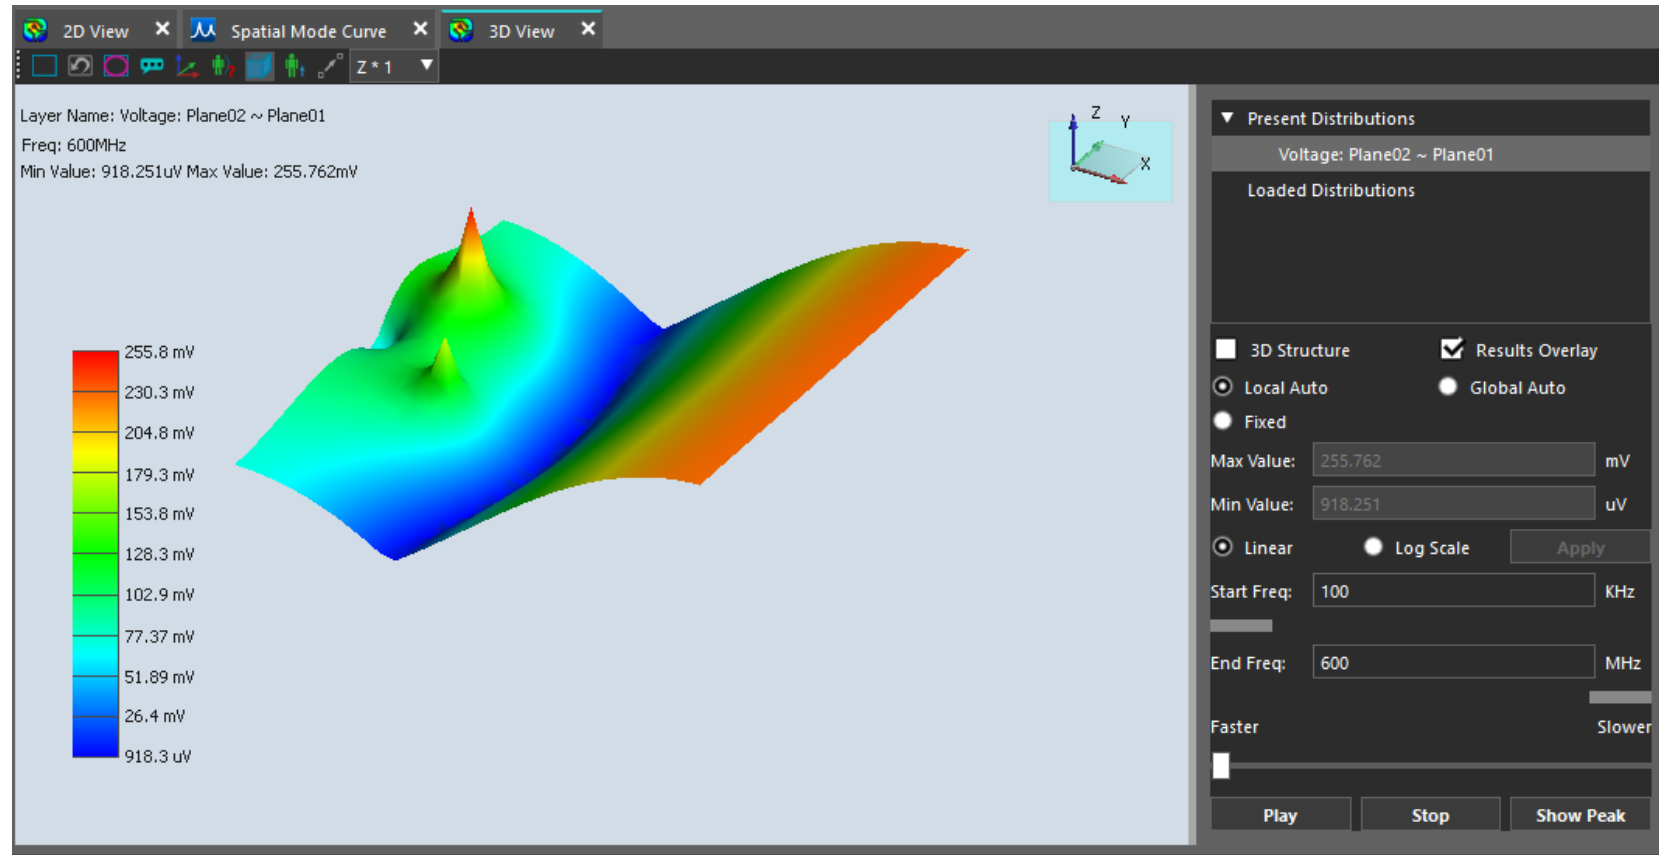 2D View Spatial Mode Curve 3D View
Z * 1
Layer Name: Voltage: Plane02 ~ Plane01
Freq: 600MHz
Min Value: 918.251uV Max Value: 255.762mV
Z
Y
X
255.8 mV
230.3 mV
204.8 mV
179.3 mV
153.8 mV
128.3 mV
102.9 mV
77.37 mV
51.89 mV
26.4 mV
918.3 uV
Present Distributions
Voltage: Plane02 ~ Plane01
Loaded Distributions
3D Structure Results Overlay
Local Auto Global Auto
Fixed
Max Value: 255.762 mV
Min Value: 918.251 uV
Linear Log Scale Apply
Start Freq: 100 KHz
End Freq: 600 MHz
Faster Slower
Play Stop Show Peak